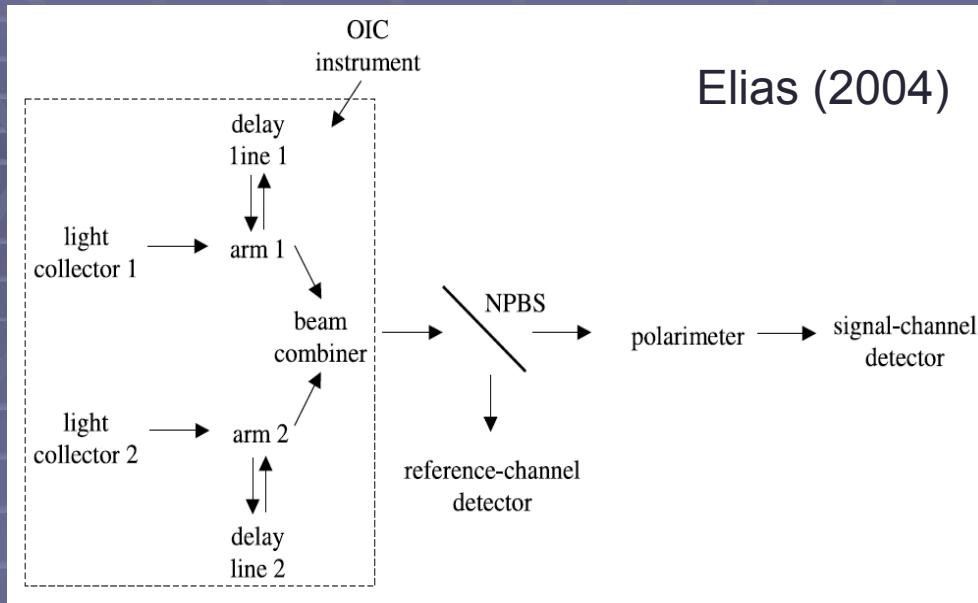 OIC
instrument
Elias (2004)
delay
line 1
light
collector 1
arm 1
beam
combiner
NPBS
polarimeter
signal-channel
detector
light
collector 2
arm 2
reference-channel
detector
delay
line 2